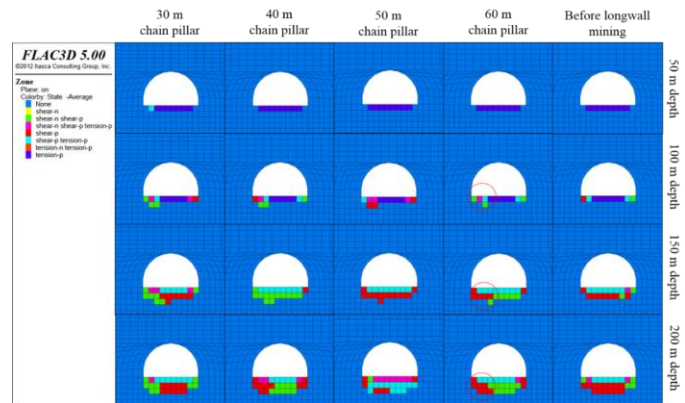 30 m
chain pillar
40 m
chain pillar
50 m
chain pillar
60 m
chain pillar
Before longwall
mining
FLAC3D 5.00
©2012 Itasca Consulting Group, Inc.
Zone
Plane: on
Colorby: State -Average
None
shear-n
shear-n shear-p
shear-n shear-p tension-p
shear-p
shear-p tension-p
tension-n tension-p
tension-p
50 m depth
100 m depth
150 m depth
200 m depth